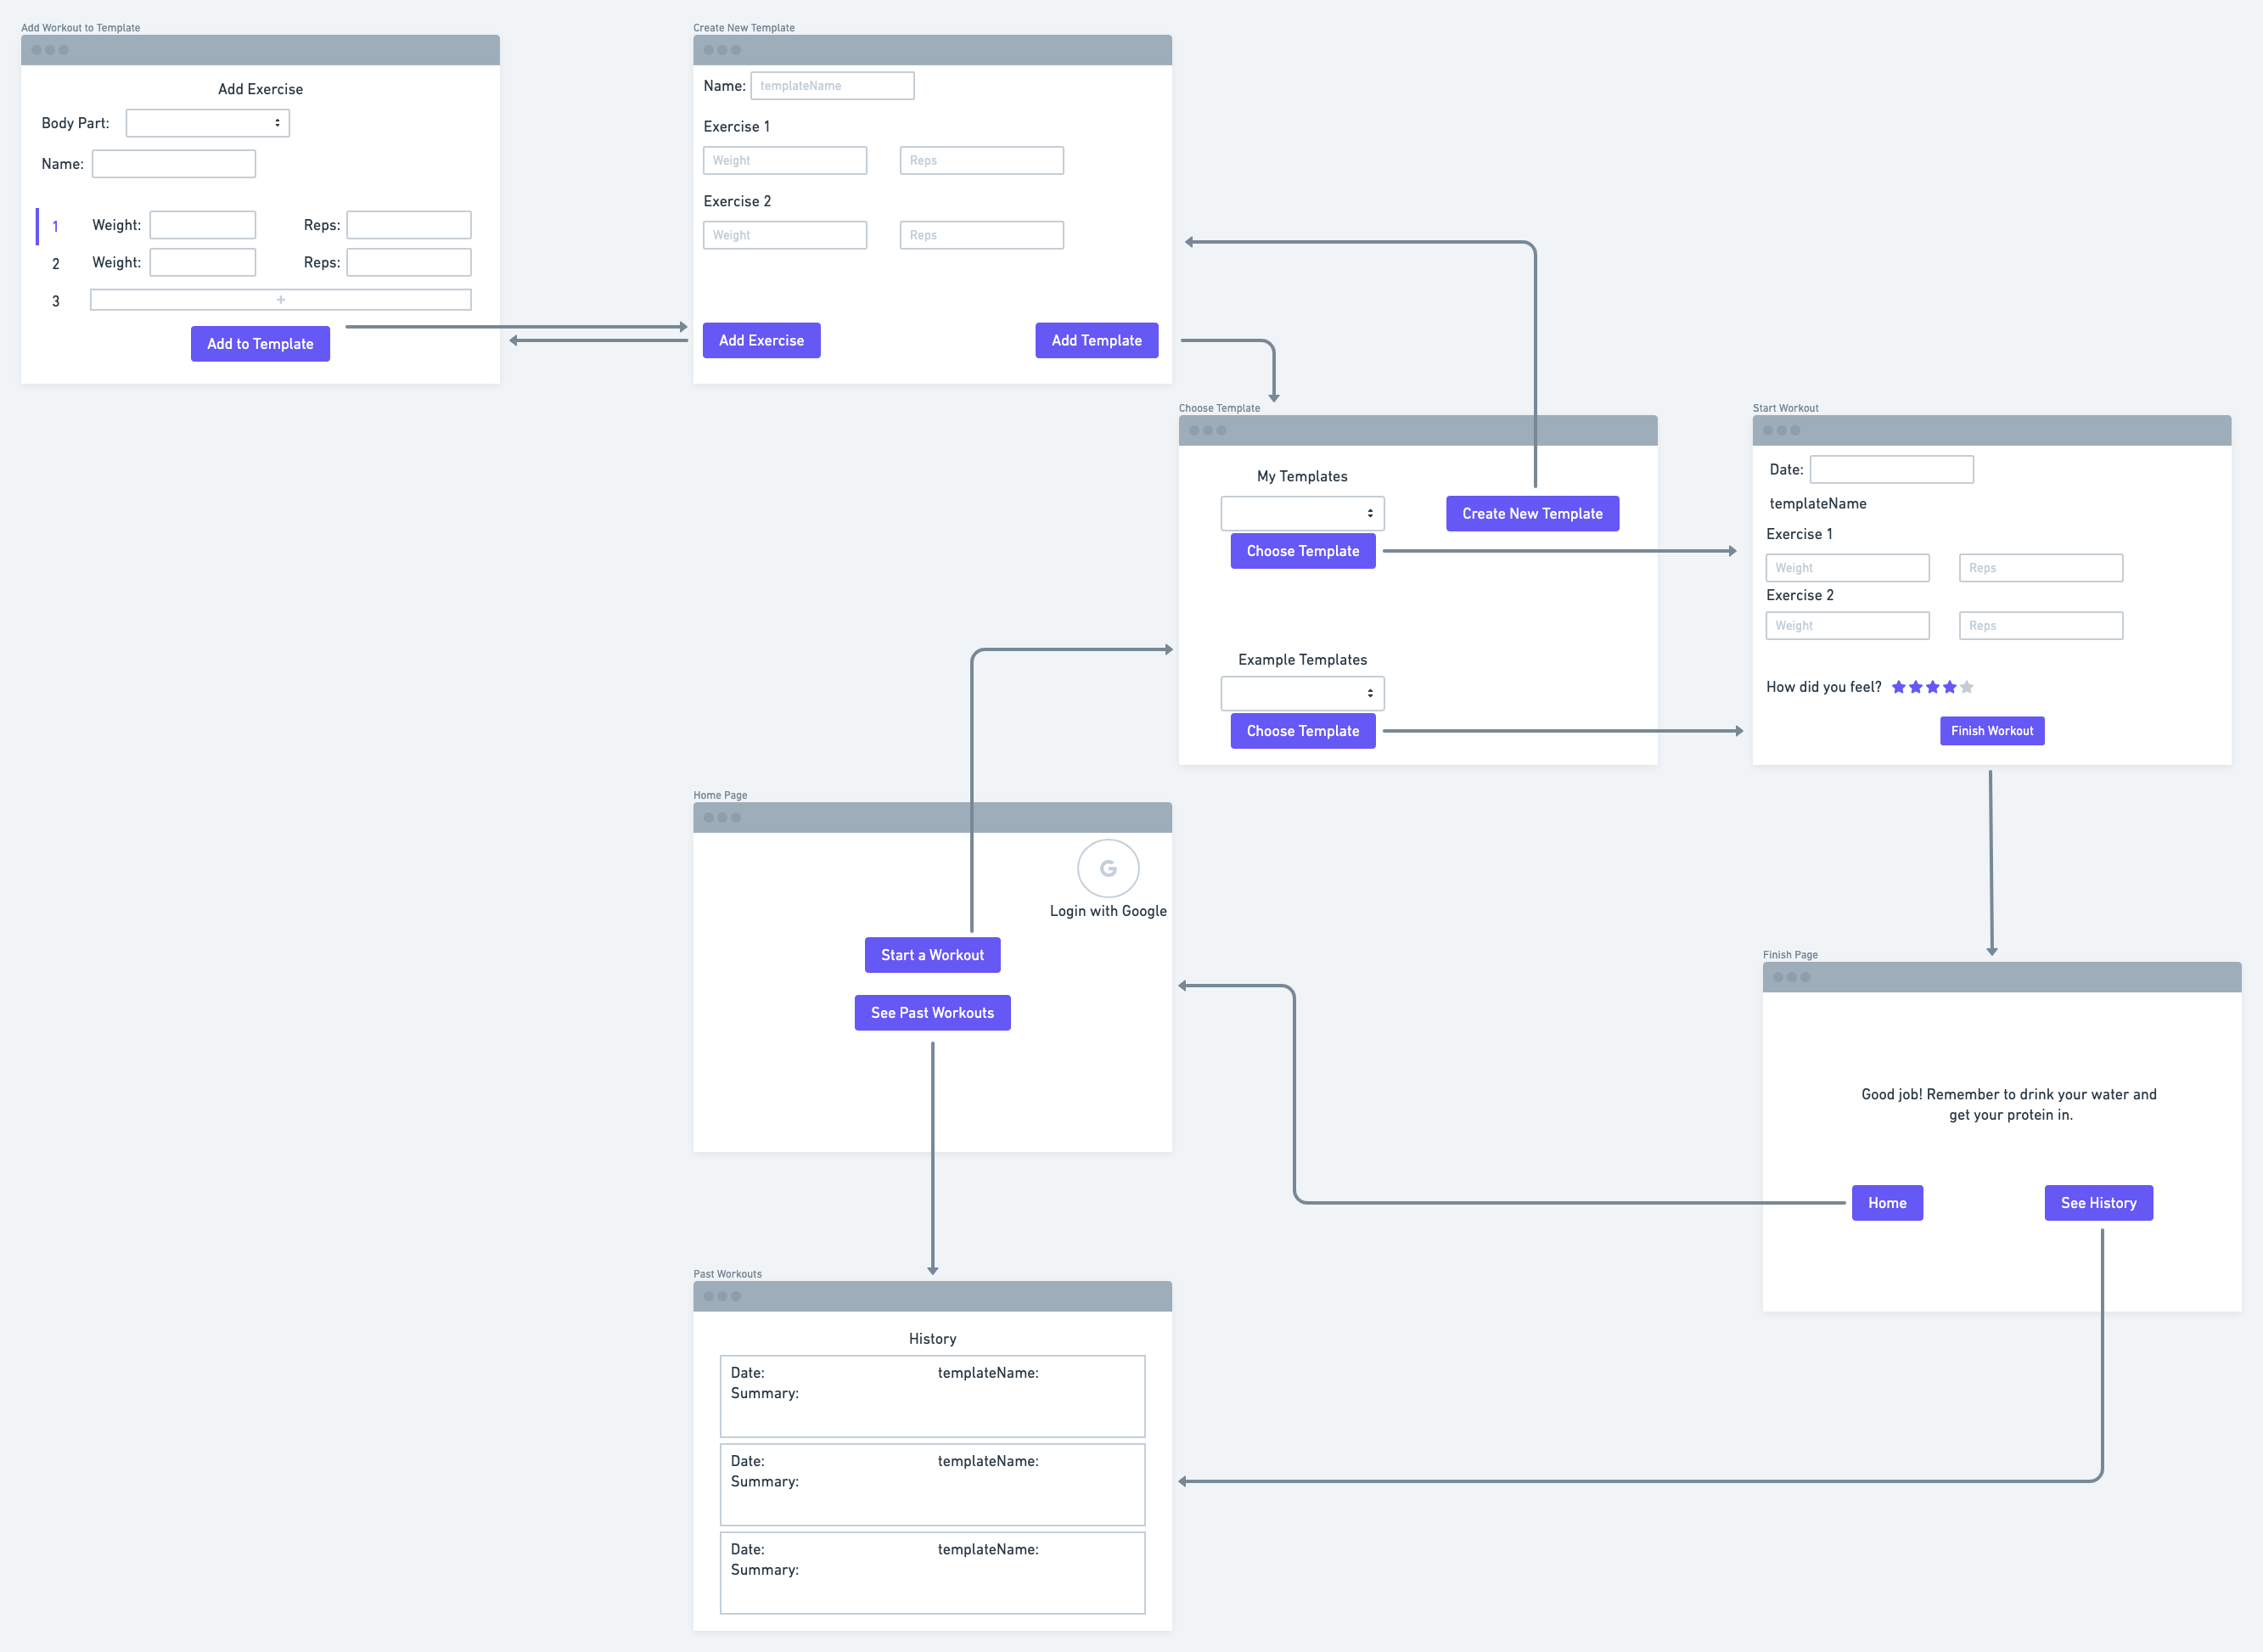 Add Workout to Template
Add Exercise
Body Part:
Name:
1 Weight: Reps:
2 Weight: Reps:
3 +
Add to Template
Create New Template
Name: templateName
Exercise 1
Weight Reps
Exercise 2
Weight Reps
Add Exercise Add Template
Choose Template
My Templates
Create New Template
Choose Template
Example Templates
Choose Template
Start Workout
Date:
templateName
Exercise 1
Weight Reps
Exercise 2
Weight Reps
How did you feel?
Finish Workout
Home Page
G
Login with Google
Start a Workout
See Past Workouts
Finish Page
Good job! Remember to drink your water and
get your protein in.
Home See History
Past Workouts
History
Date: templateName:
Summary:
Date: templateName:
Summary:
Date: templateName:
Summary: